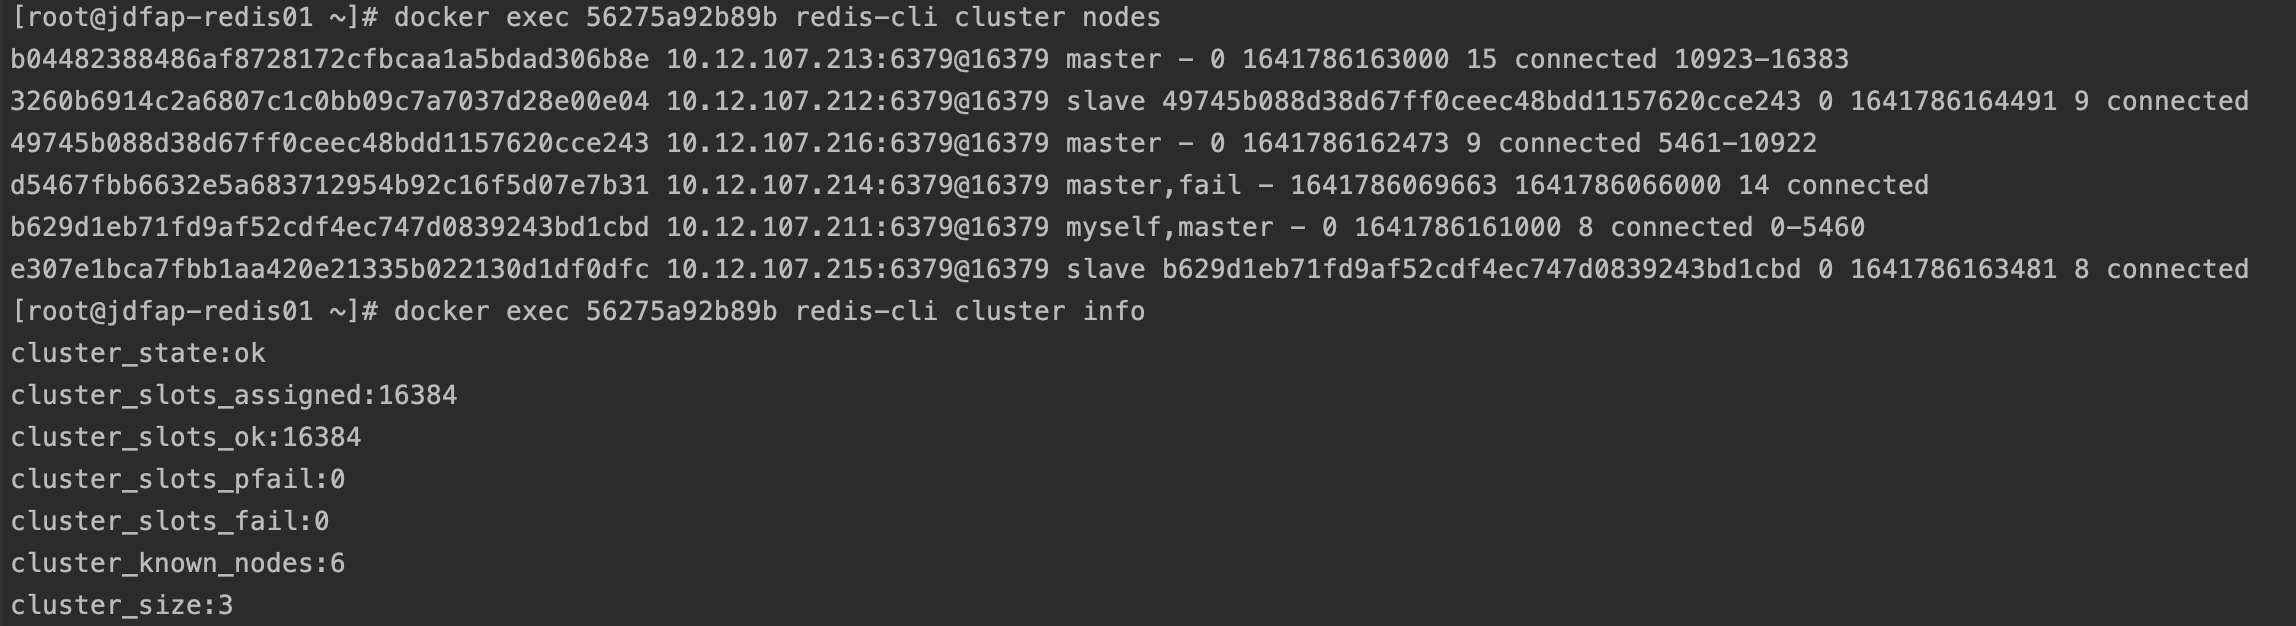 [root@jdfap-redis01 ~]# docker exec 56275a92b89b redis-cli cluster nodes
b04482388486af8728172cfbcaa1a5bdad306b8e 10.12.107.213:6379@16379 master - 0 1641786163000 15 connected 10923-16383
3260b6914c2a6807c1c0bb09c7a7037d28e00e04 10.12.107.212:6379@16379 slave 49745b088d38d67ff0ceec48bdd1157620cce243 0 1641786164491 9 connected
49745b088d38d67ff0ceec48bdd1157620cce243 10.12.107.216:6379@16379 master - 0 1641786162473 9 connected 5461-10922
d5467fbb6632e5a683712954b92c16f5d07e7b31 10.12.107.214:6379@16379 master,fail - 1641786069663 1641786066000 14 connected
b629d1eb71fd9af52cdf4ec747d0839243bd1cbd 10.12.107.211:6379@16379 myself,master - 0 1641786161000 8 connected 0-5460
e307e1bca7fbb1aa420e21335b022130d1df0dfc 10.12.107.215:6379@16379 slave b629d1eb71fd9af52cdf4ec747d0839243bd1cbd 0 1641786163481 8 connected
[root@jdfap-redis01 ~]# docker exec 56275a92b89b redis-cli cluster info
cluster_state:ok
cluster_slots_assigned:16384
cluster_slots_ok:16384
cluster_slots_pfail:0
cluster_slots_fail:0
cluster_known_nodes:6
cluster_size:3